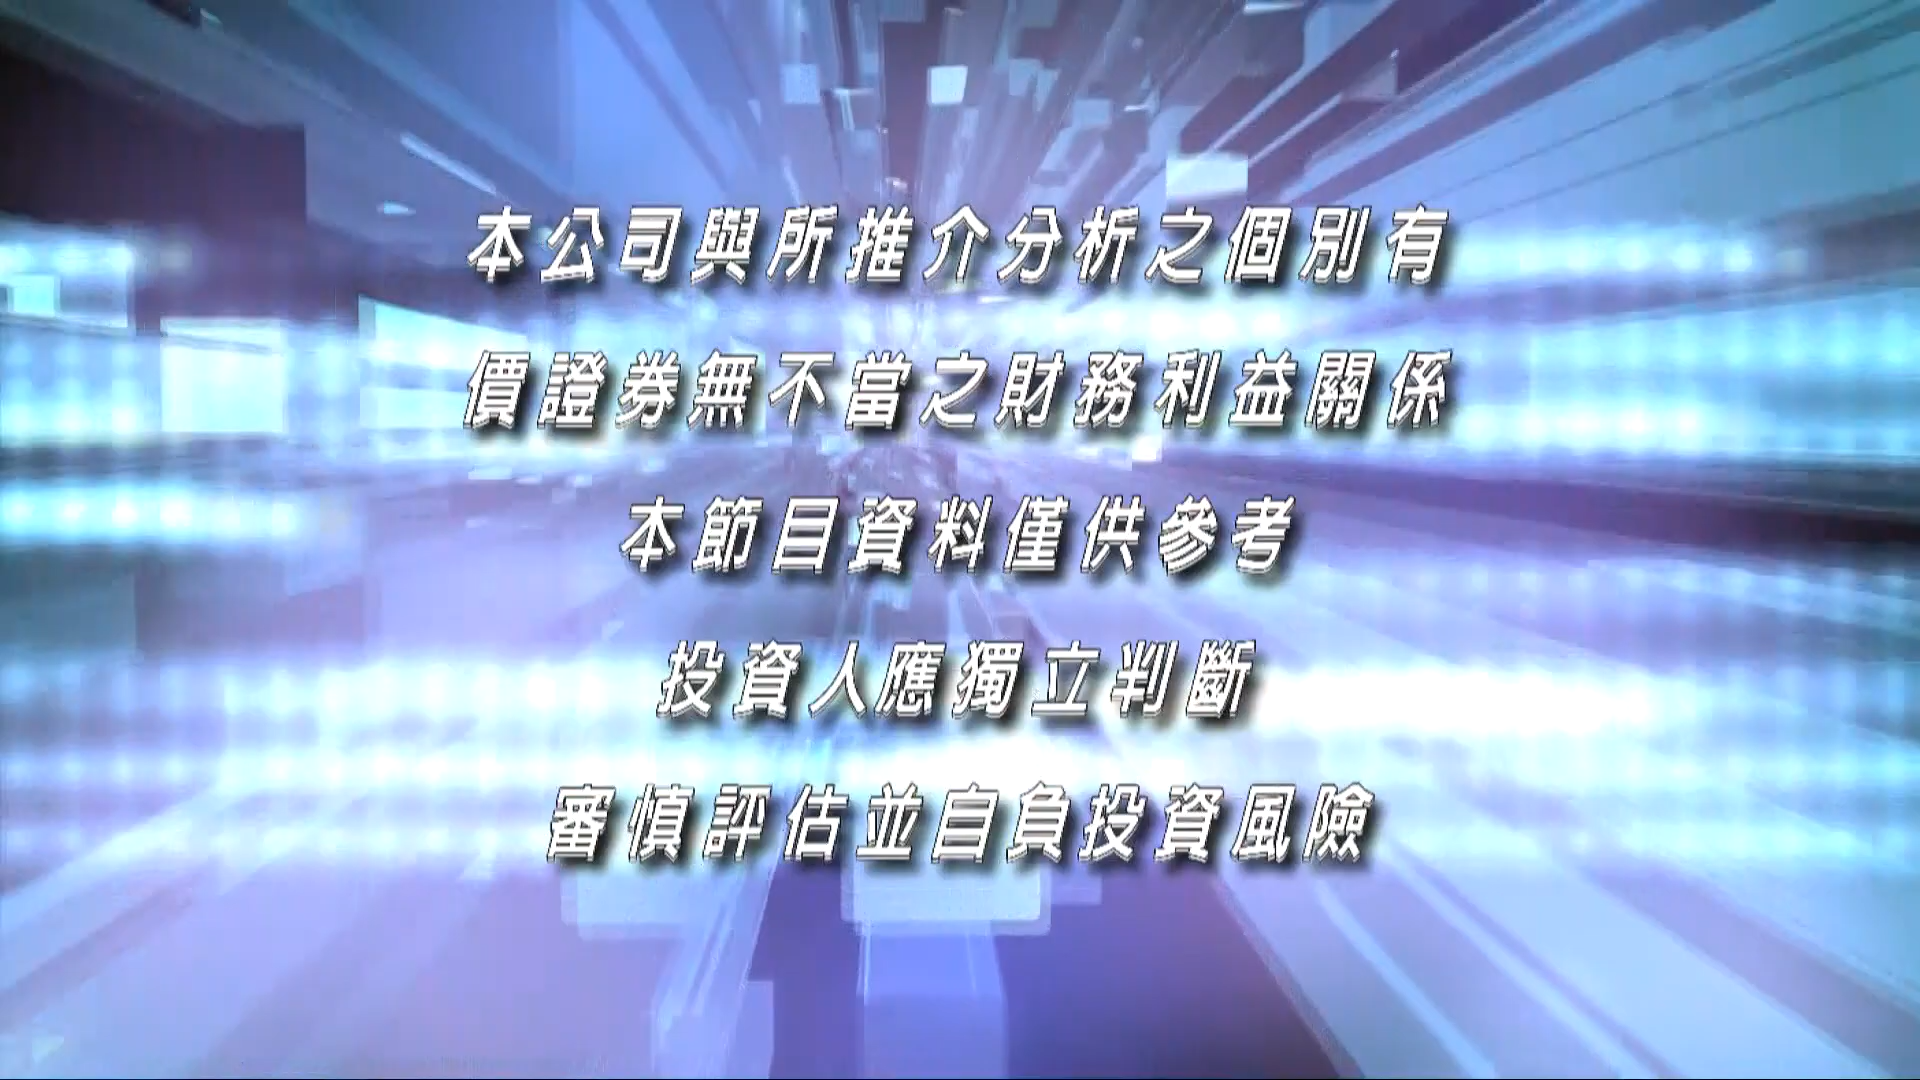 本公司與所推介分析之個別有
價證券無不當之財務利益關係
本節目資料僅供參考
投資人應獨立判斷
審慎評估並自負投資風險